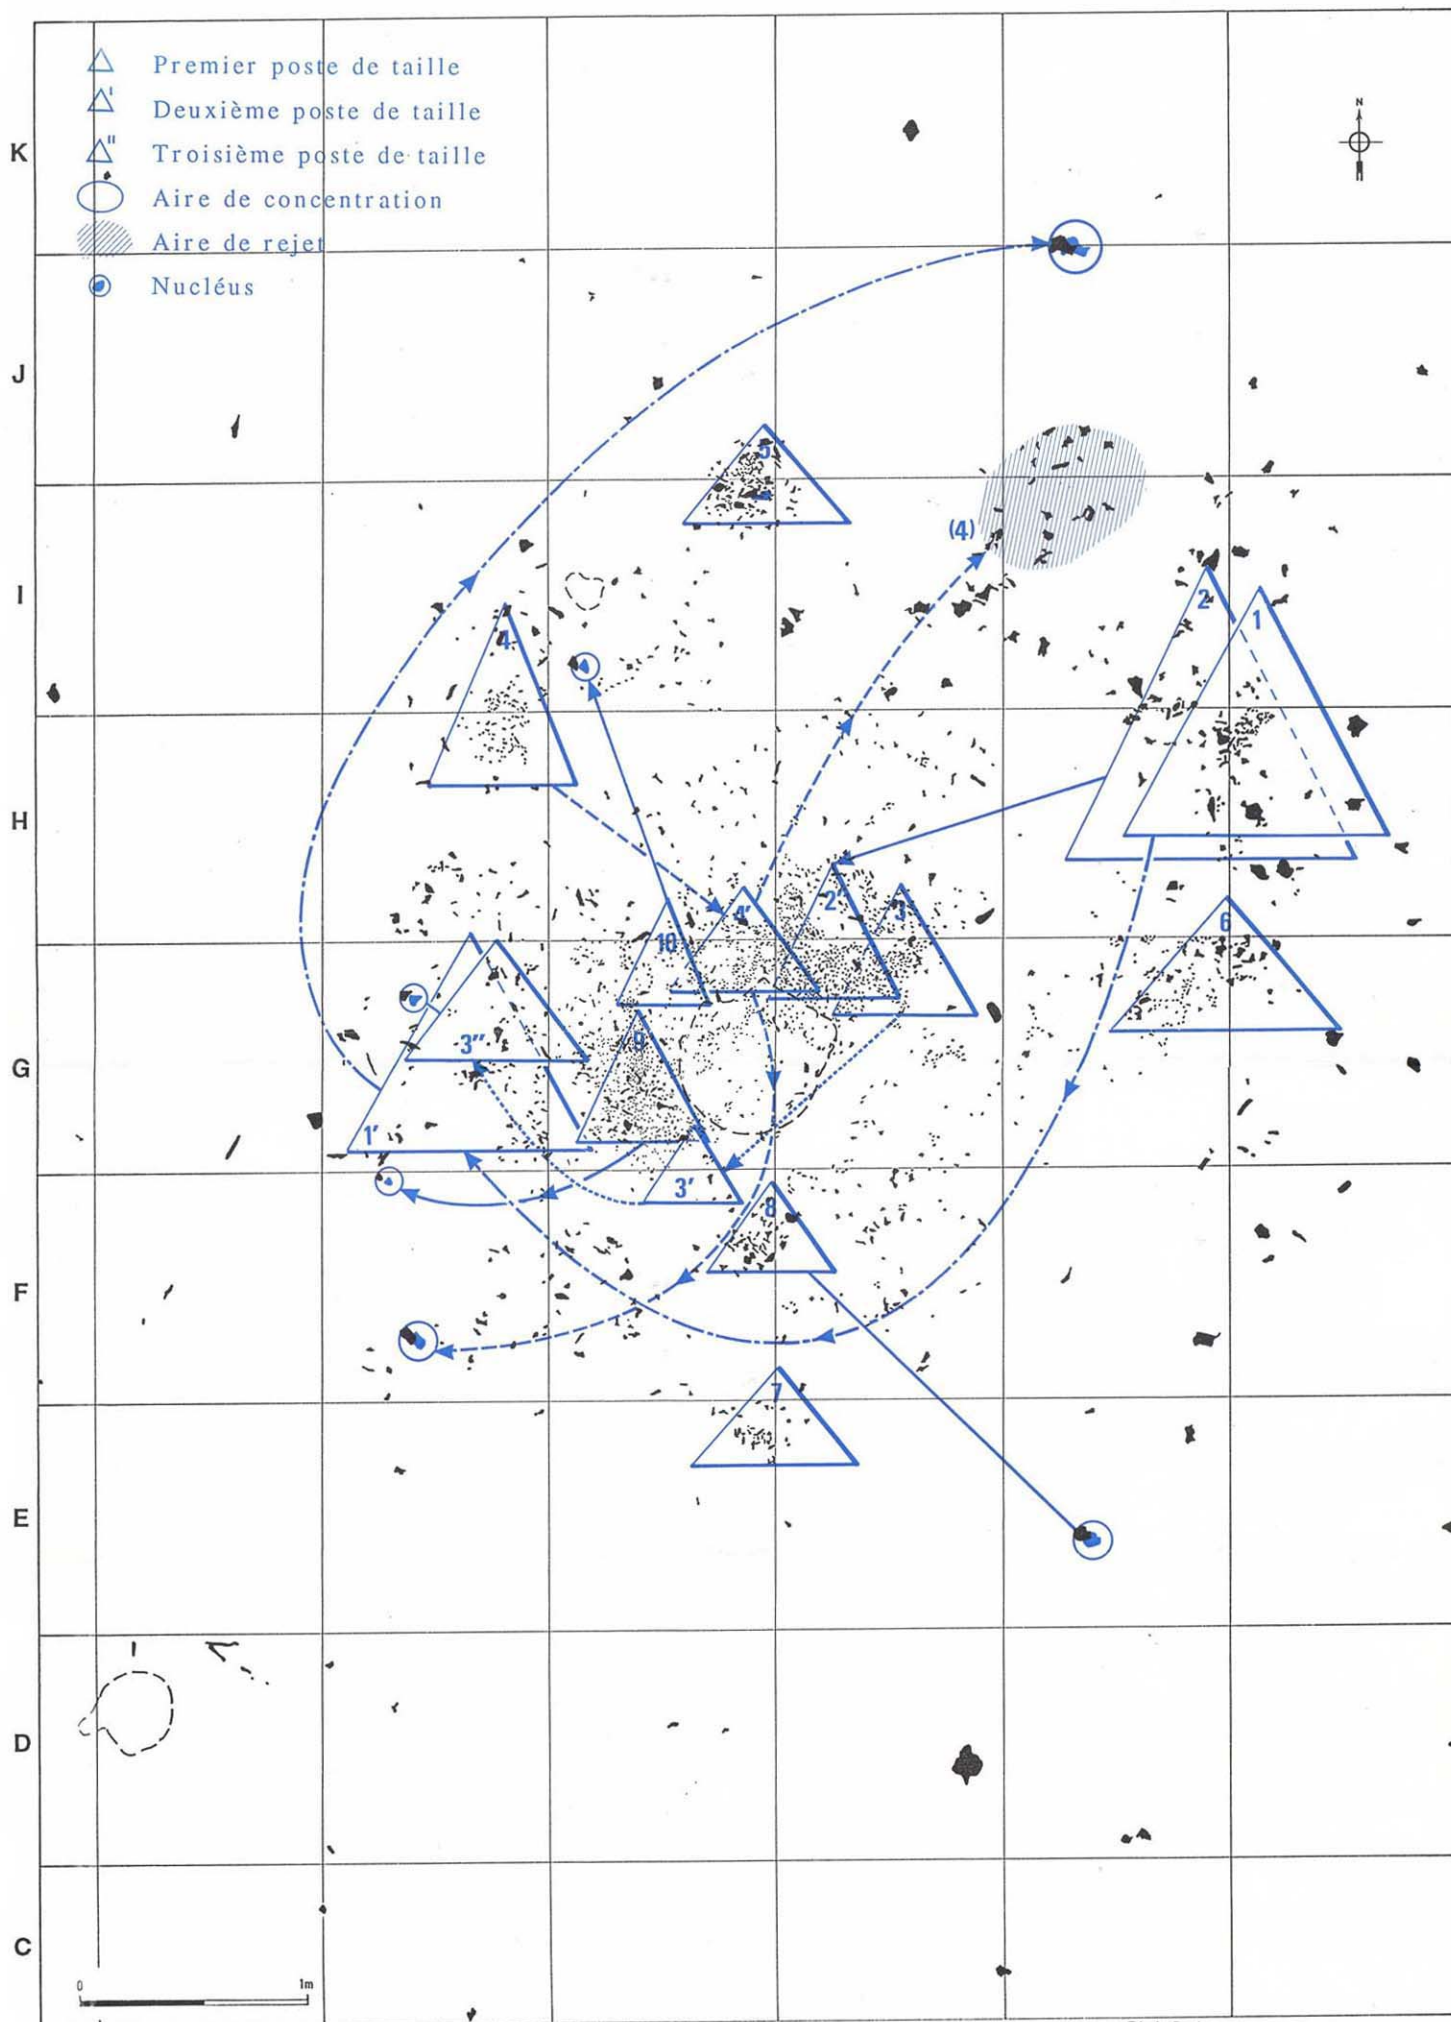 Premier poste de taille
' Deuxième poste de taille
" Troisième poste de taille
Aire de concentration
Aire de rejet
Nucléus
N
K
J
5
(4)
I
2
1
4
H
2'
3
4'
10
6
9
3"
G
1'
3'
8
F
7
E
D
C
0 1m